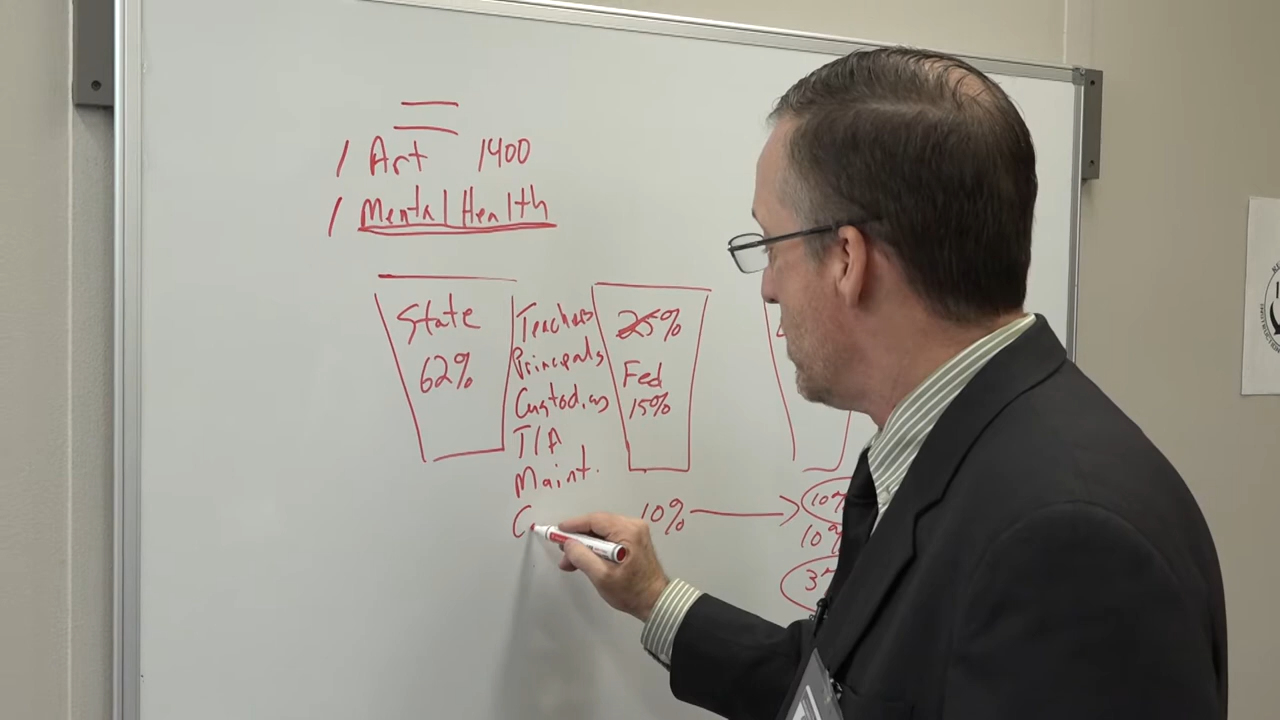 / Art 1400
/ Mental Health
State
62%
Teachers
Principals
Custodians
T/A
Maint.
C
25%
Fed
15%
10%
10%
10%